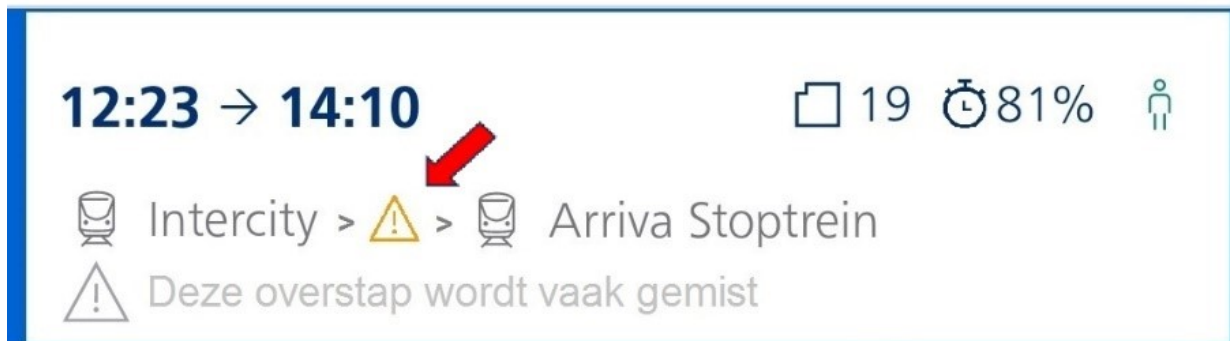 12:23 → 14:10 19 81%
Intercity > > Arriva Stoptrein
Deze overstap wordt vaak gemist